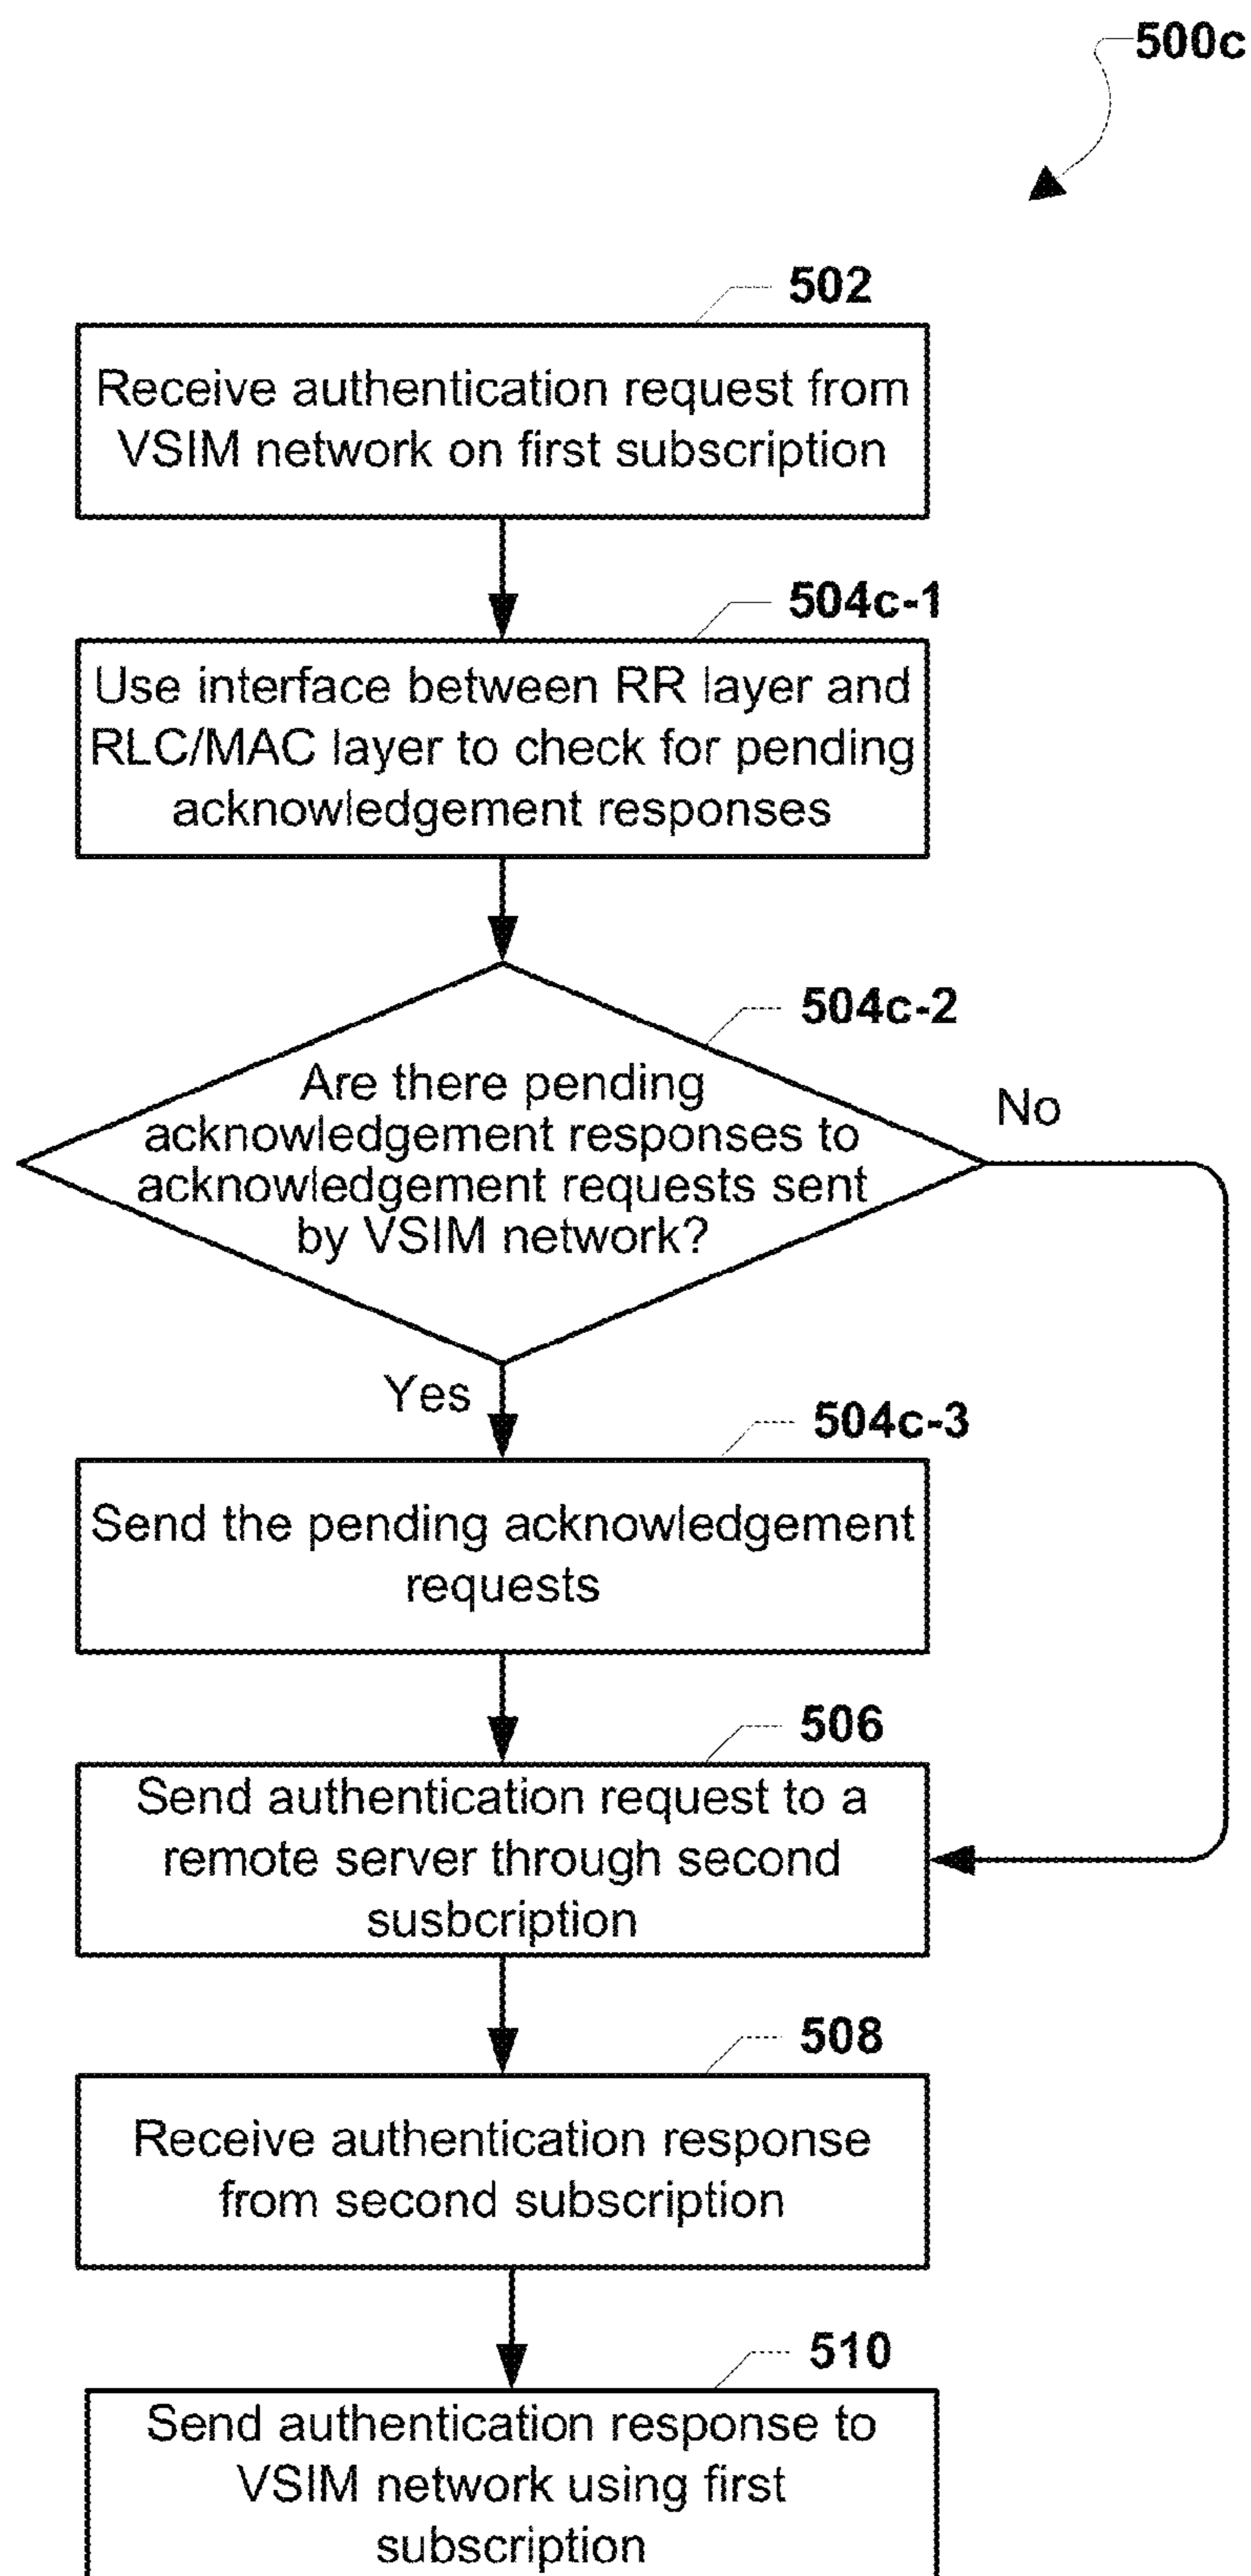 500c
502
Receive authentication request from
VSIM network on first subscription
504c-1
Use interface between RR layer and
RLC/MAC layer to check for pending
acknowledgement responses
504c-2
Are there pending
acknowledgement responses to
acknowledgement requests sent
by VSIM network?
No
Yes
504c-3
Send the pending acknowledgement
requests
506
Send authentication request to a
remote server through second
susbcription
508
Receive authentication response
from second subscription
510
Send authentication response to
VSIM network using first
subscription